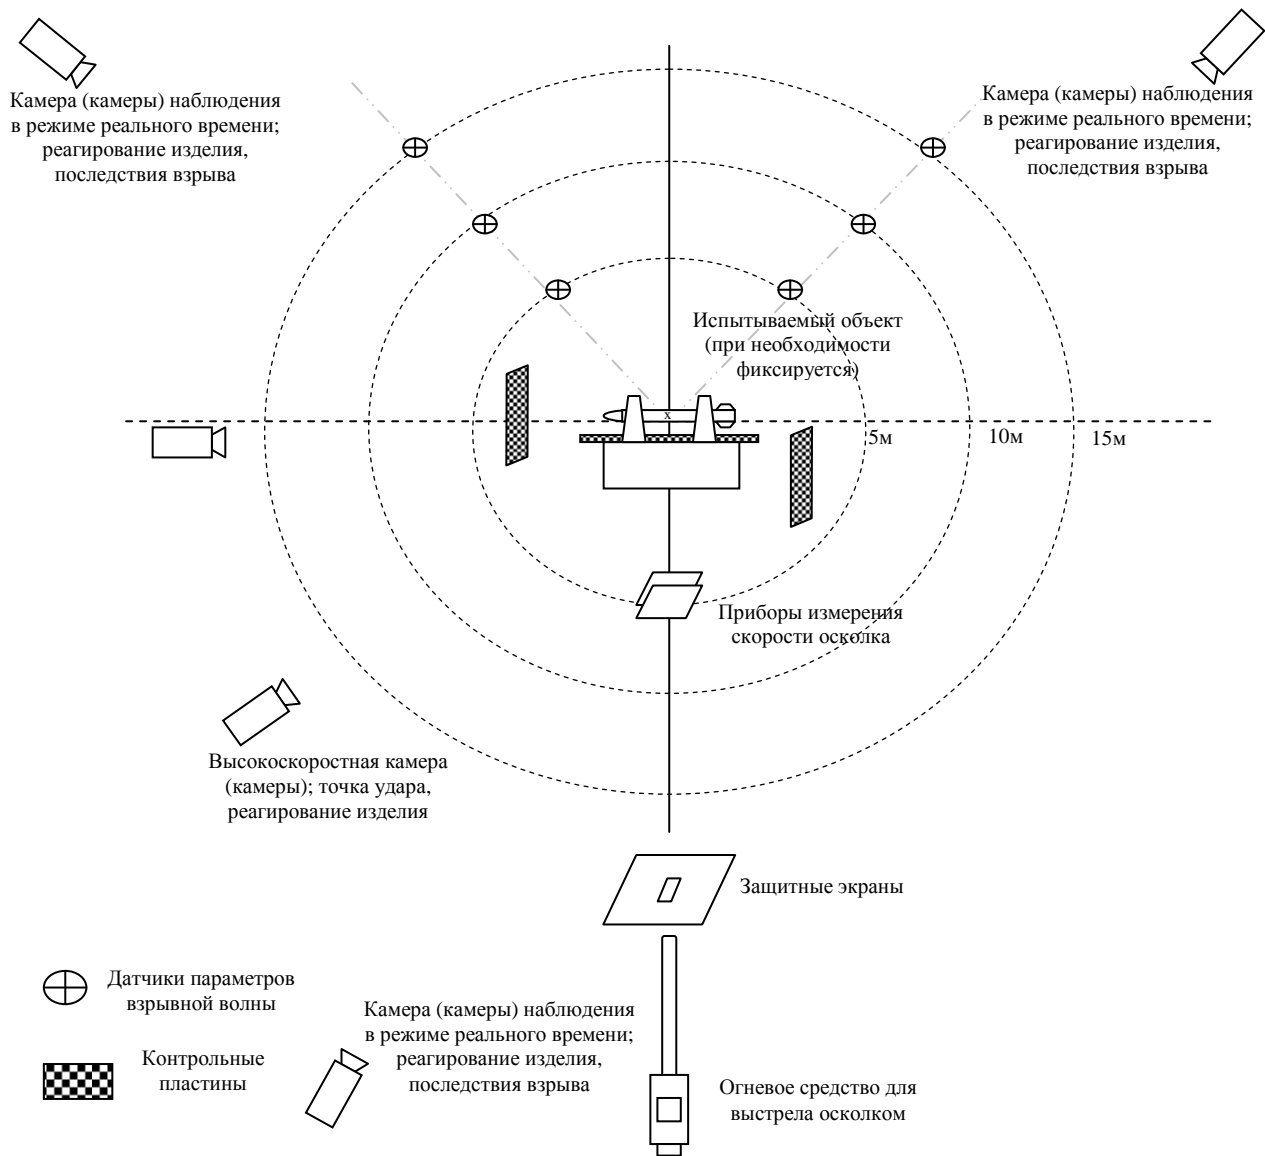 Камера (камеры) наблюдения
в режиме реального времени;
реагирование изделия,
последствия взрыва
Камера (камеры) наблюдения
в режиме реального времени;
реагирование изделия,
последствия взрыва
Испытываемый объект
(при необходимости
фиксируется)
x
5м
10м
15м
Приборы измерения
скорости осколка
Высокоскоростная камера
(камеры); точка удара,
реагирование изделия
Защитные экраны
Датчики параметров
взрывной волны
Контрольные
пластины
Камера (камеры) наблюдения
в режиме реального времени;
реагирование изделия,
последствия взрыва
Огневое средство для
выстрела осколком